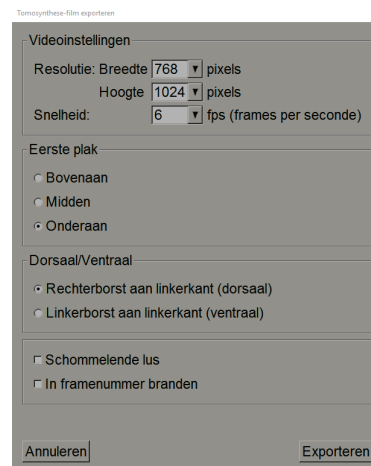 Tomosynthese-film exporteren
Videoinstellingen
Resolutie: Breedte 768 pixels
Hoogte 1024 pixels
Snelheid: 6 fps (frames per seconde)
Eerste plak
Bovenaan
Midden
Onderaan
Dorsaal/Ventraal
Rechterborst aan linkerkant (dorsaal)
Linkerborst aan linkerkant (ventraal)
Schommelende lus
In framenummer branden
Annuleren Exporteren